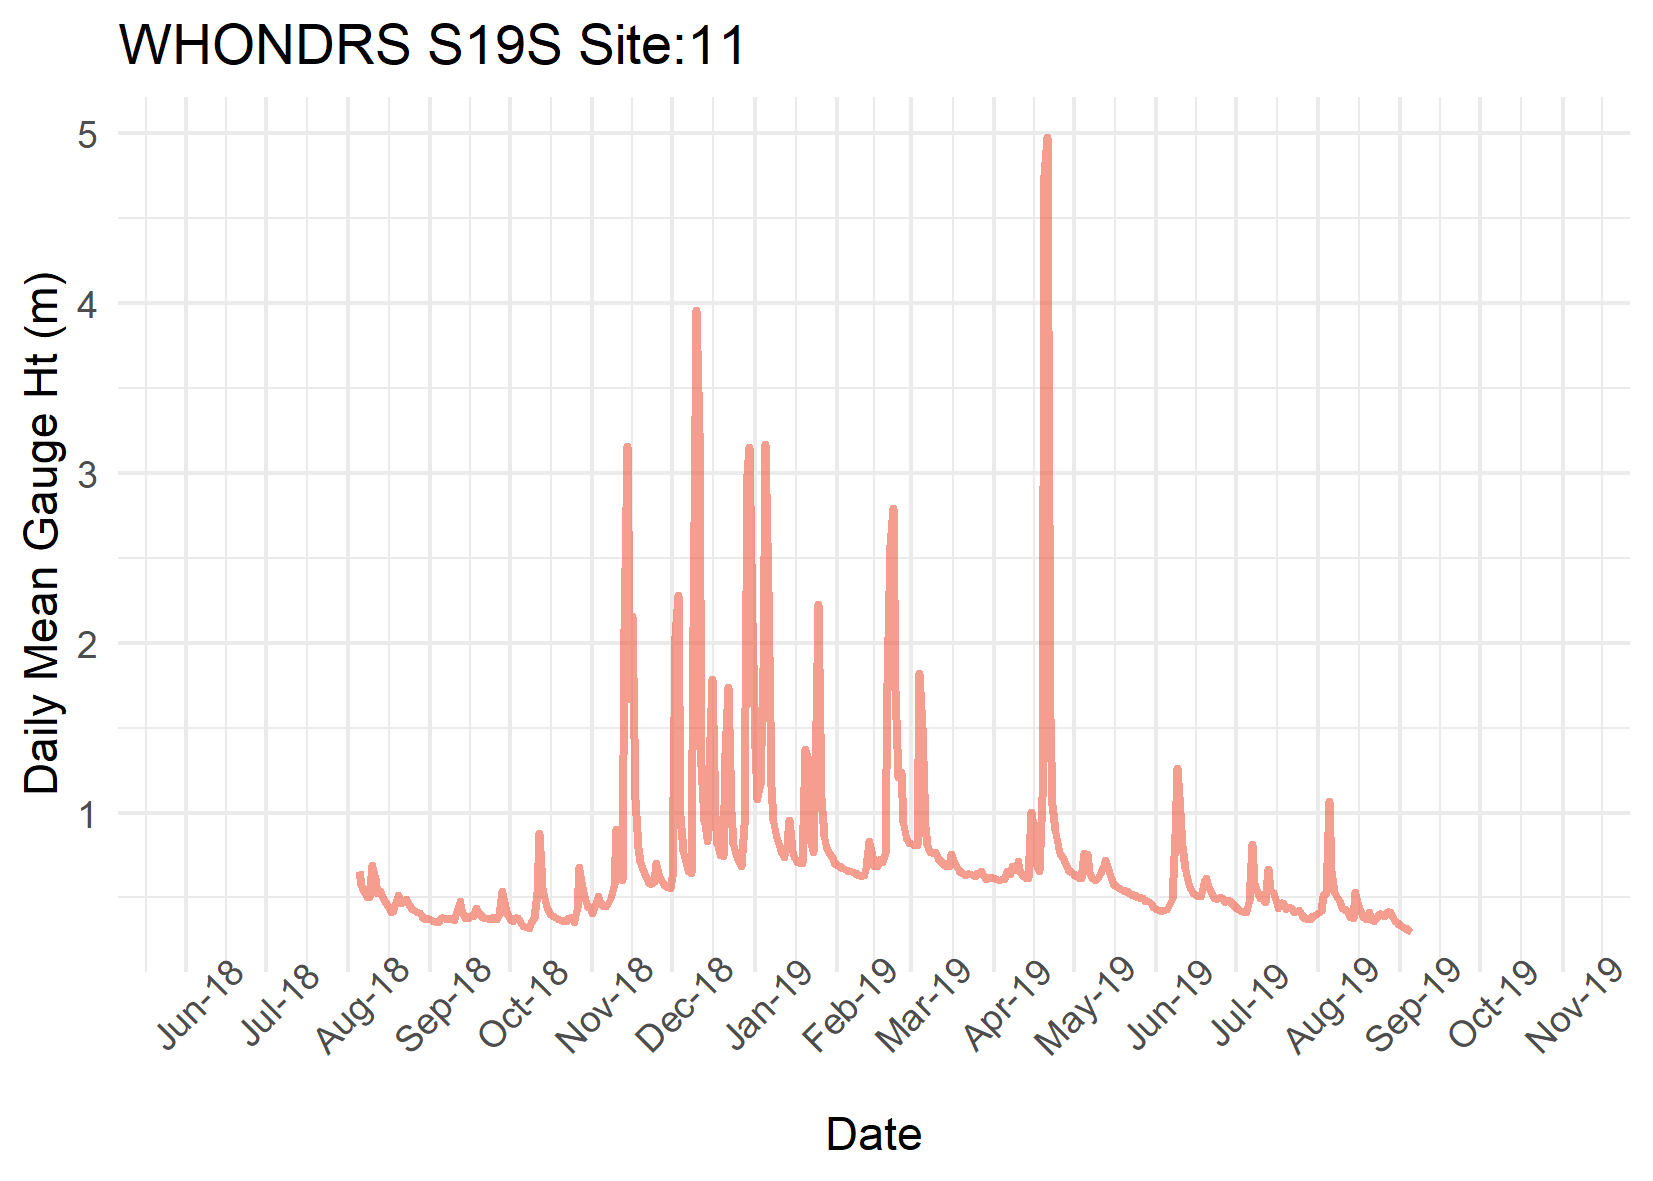 WHONDRS S19S Site:11
Daily Mean Gauge Ht (m)
5
4
3
2
1
Jun-18
Jul-18
Aug-18
Sep-18
Oct-18
Nov-18
Dec-18
Jan-19
Feb-19
Mar-19
Apr-19
May-19
Jun-19
Jul-19
Aug-19
Sep-19
Oct-19
Nov-19
Date